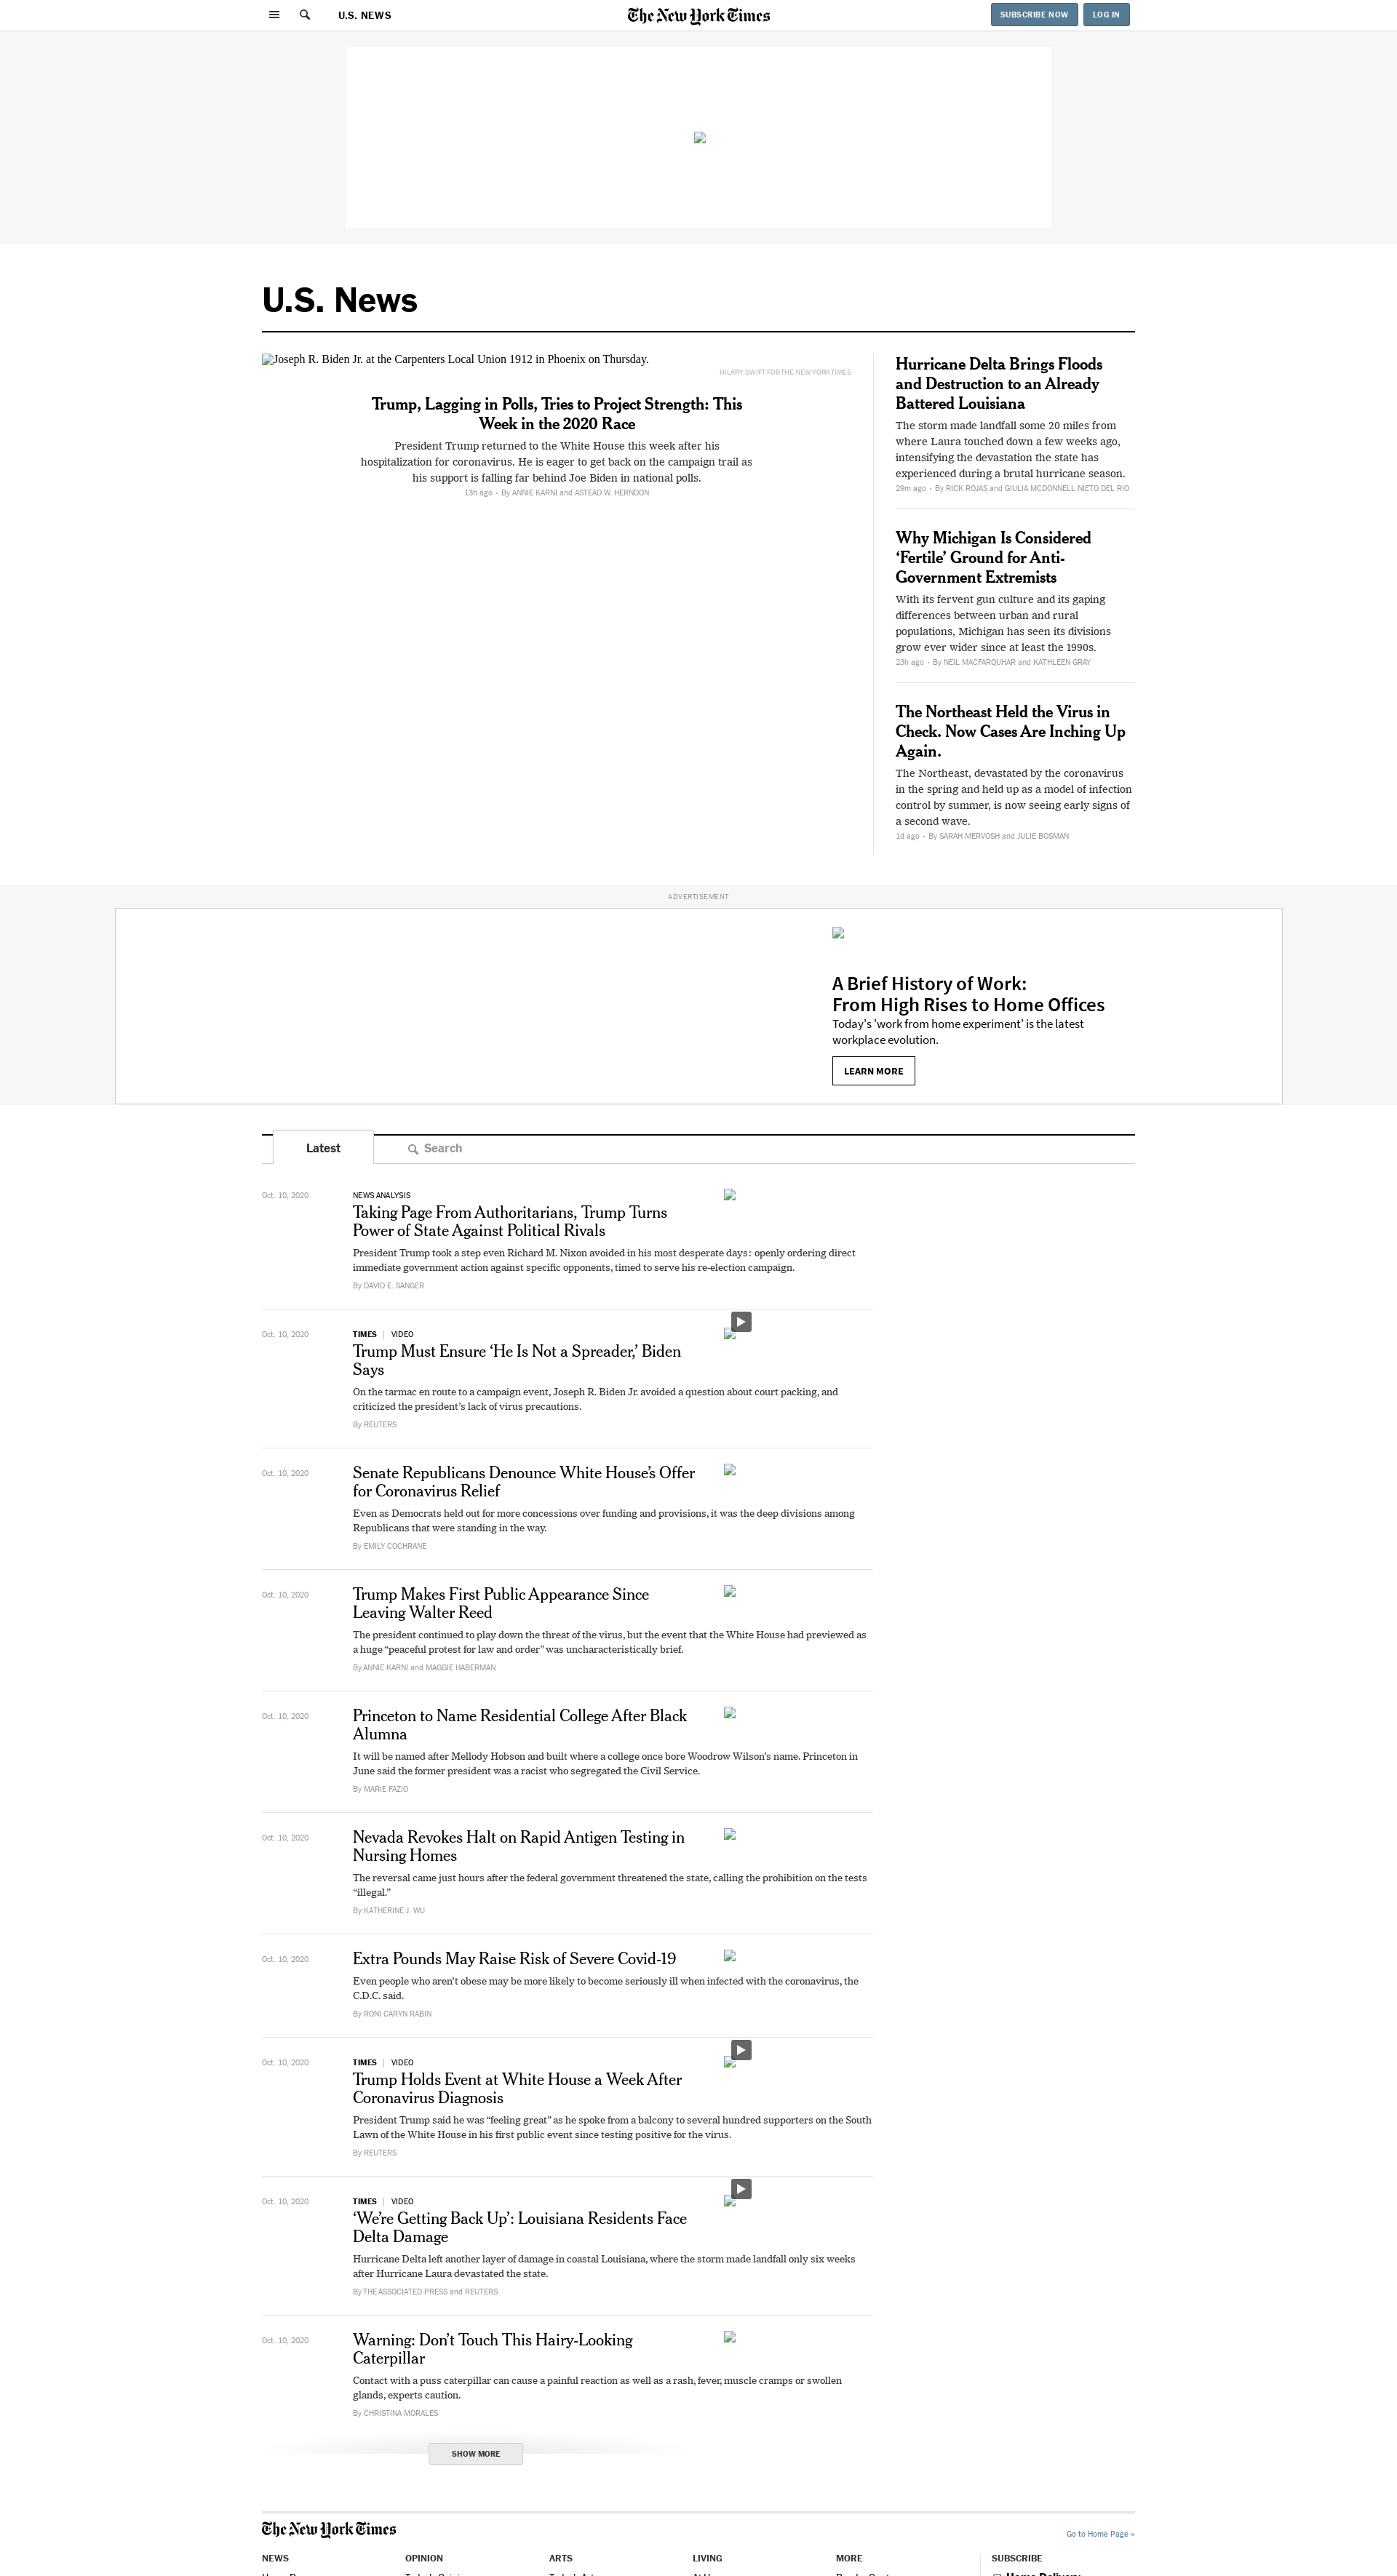 U.S. NEWS
The New York Times
SUBSCRIBE NOW
LOG IN
U.S. News
Joseph R. Biden Jr. at the Carpenters Local Union 1912 in Phoenix on Thursday.
HILARY SWIFT FOR THE NEW YORK TIMES
Trump, Lagging in Polls, Tries to Project Strength: This
Week in the 2020 Race
President Trump returned to the White House this week after his
hospitalization for coronavirus. He is eager to get back on the campaign trail as
his support is falling far behind Joe Biden in national polls.
13h ago • By ANNIE KARNI and ASTEAD W. HERNDON
Hurricane Delta Brings Floods
and Destruction to an Already
Battered Louisiana
The storm made landfall some 20 miles from
where Laura touched down a few weeks ago,
intensifying the devastation the state has
experienced during a brutal hurricane season.
29m ago • By RICK ROJAS and GIULIA MCDONNELL NIETO DEL RIO
Why Michigan Is Considered
‘Fertile’ Ground for Anti-
Government Extremists
With its fervent gun culture and its gaping
differences between urban and rural
populations, Michigan has seen its divisions
grow ever wider since at least the 1990s.
23h ago • By NEIL MACFARQUHAR and KATHLEEN GRAY
The Northeast Held the Virus in
Check. Now Cases Are Inching Up
Again.
The Northeast, devastated by the coronavirus
in the spring and held up as a model of infection
control by summer, is now seeing early signs of
a second wave.
1d ago • By SARAH MERVOSH and JULIE BOSMAN
ADVERTISEMENT
A Brief History of Work:
From High Rises to Home Offices
Today's 'work from home experiment' is the latest
workplace evolution.
LEARN MORE
Latest
Search
Oct. 10, 2020
NEWS ANALYSIS
Taking Page From Authoritarians, Trump Turns
Power of State Against Political Rivals
President Trump took a step even Richard M. Nixon avoided in his most desperate days: openly ordering direct
immediate government action against specific opponents, timed to serve his re-election campaign.
By DAVID E. SANGER
Oct. 10, 2020
TIMES | VIDEO
Trump Must Ensure ‘He Is Not a Spreader,’ Biden
Says
On the tarmac en route to a campaign event, Joseph R. Biden Jr. avoided a question about court packing, and
criticized the president’s lack of virus precautions.
By REUTERS
Oct. 10, 2020
Senate Republicans Denounce White House’s Offer
for Coronavirus Relief
Even as Democrats held out for more concessions over funding and provisions, it was the deep divisions among
Republicans that were standing in the way.
By EMILY COCHRANE
Oct. 10, 2020
Trump Makes First Public Appearance Since
Leaving Walter Reed
The president continued to play down the threat of the virus, but the event that the White House had previewed as
a huge “peaceful protest for law and order” was uncharacteristically brief.
By ANNIE KARNI and MAGGIE HABERMAN
Oct. 10, 2020
Princeton to Name Residential College After Black
Alumna
It will be named after Mellody Hobson and built where a college once bore Woodrow Wilson’s name. Princeton in
June said the former president was a racist who segregated the Civil Service.
By MARIE FAZIO
Oct. 10, 2020
Nevada Revokes Halt on Rapid Antigen Testing in
Nursing Homes
The reversal came just hours after the federal government threatened the state, calling the prohibition on the tests
“illegal.”
By KATHERINE J. WU
Oct. 10, 2020
Extra Pounds May Raise Risk of Severe Covid-19
Even people who aren’t obese may be more likely to become seriously ill when infected with the coronavirus, the
C.D.C. said.
By RONI CARYN RABIN
Oct. 10, 2020
TIMES | VIDEO
Trump Holds Event at White House a Week After
Coronavirus Diagnosis
President Trump said he was “feeling great” as he spoke from a balcony to several hundred supporters on the South
Lawn of the White House in his first public event since testing positive for the virus.
By REUTERS
Oct. 10, 2020
TIMES | VIDEO
‘We’re Getting Back Up’: Louisiana Residents Face
Delta Damage
Hurricane Delta left another layer of damage in coastal Louisiana, where the storm made landfall only six weeks
after Hurricane Laura devastated the state.
By THE ASSOCIATED PRESS and REUTERS
Oct. 10, 2020
Warning: Don’t Touch This Hairy-Looking
Caterpillar
Contact with a puss caterpillar can cause a painful reaction as well as a rash, fever, muscle cramps or swollen
glands, experts caution.
By CHRISTINA MORALES
SHOW MORE
The New York Times
Go to Home Page »
NEWS
OPINION
ARTS
LIVING
MORE
SUBSCRIBE